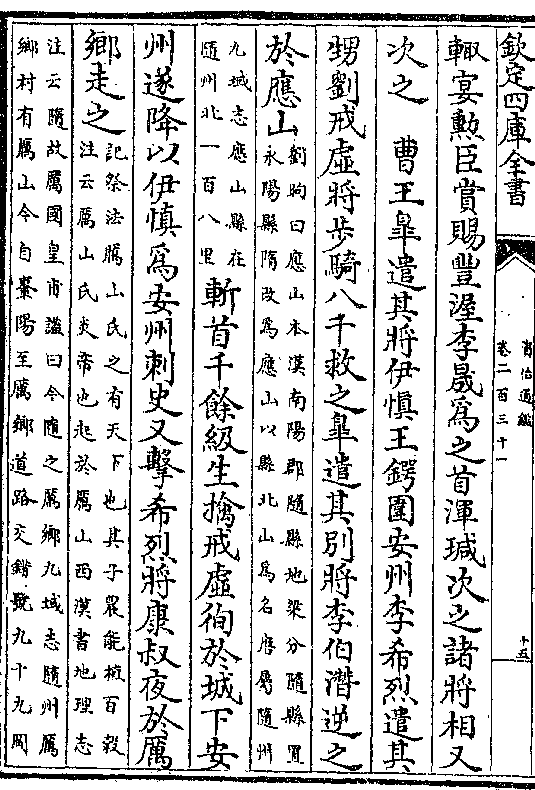 欽定四庫全書
資治通鑑
卷二百三十一
十五
輙宴勲臣賞賜豐渥李晟為之首渾瑊次之諸將相又
次之　曹王臯遣其將伊慎王鍔圍安州李希烈遣其
甥劉戒虛將步騎八千救之臯遣其別將李伯潛逆之
於應山劉昫曰應山本漢南陽郡隨縣地梁分隨縣置
永陽縣隋改為應山以縣北山為名唐屬隨州
九域志應山縣在
隨州北一百八里斬首千餘級生擒戒虛徇於城下安
州遂降以伊慎為安州刺史又擊希烈將康叔夜於厲
鄉走之記祭法厲山氏之有天下也其子曰農能植百穀
注云厲山氏炎帝也起於厲山西漢書地理志
注云隨故厲國皇甫謐曰今隨之厲鄉九域志隨州厲
鄉村有厲山今自棗陽至厲鄉道路交錯號九十九岡